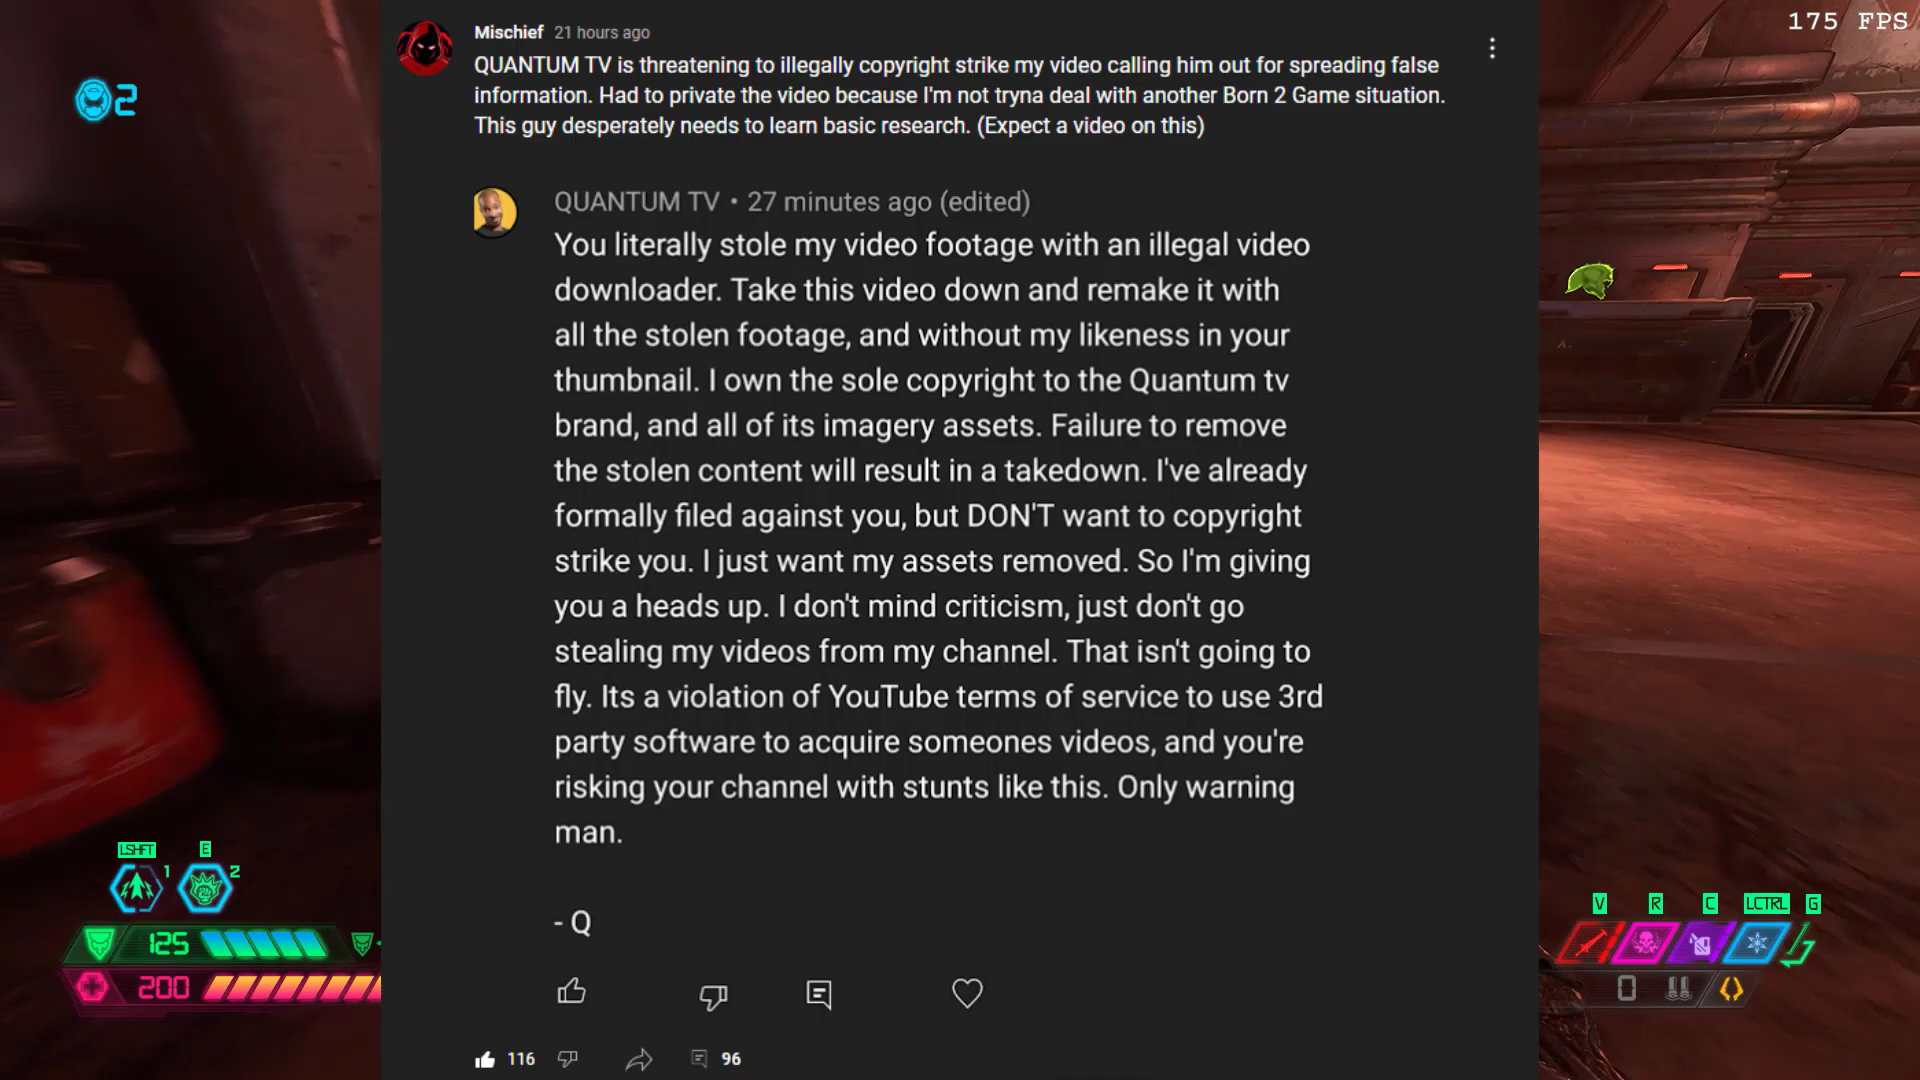 175 FPS
2
Mischief 21 hours ago
QUANTUM TV is threatening to illegally copyright strike my video calling him out for spreading false
information. Had to private the video because I'm not tryna deal with another Born 2 Game situation.
This guy desperately needs to learn basic research. (Expect a video on this)
QUANTUM TV • 27 minutes ago (edited)
You literally stole my video footage with an illegal video
downloader. Take this video down and remake it with
all the stolen footage, and without my likeness in your
thumbnail. I own the sole copyright to the Quantum tv
brand, and all of its imagery assets. Failure to remove
the stolen content will result in a takedown. I've already
formally filed against you, but DON'T want to copyright
strike you. I just want my assets removed. So I'm giving
you a heads up. I don't mind criticism, just don't go
stealing my videos from my channel. That isn't going to
fly. Its a violation of YouTube terms of service to use 3rd
party software to acquire someones videos, and you're
risking your channel with stunts like this. Only warning
man.
- Q
116 96
LSHFT E
1 2
125
200
V R C LCTRL G
0